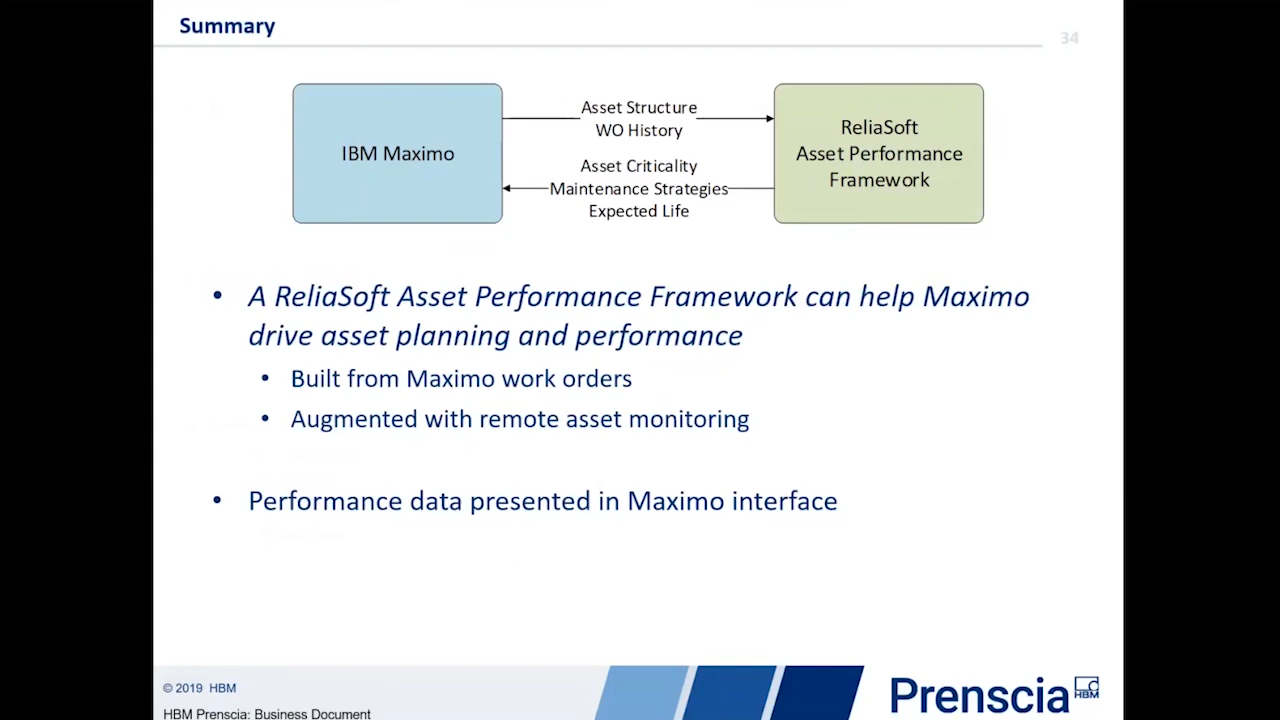 Summary
34
IBM Maximo
Asset Structure
WO History
Asset Criticality
Maintenance Strategies
Expected Life
ReliaSoft
Asset Performance
Framework
• A ReliaSoft Asset Performance Framework can help Maximo
drive asset planning and performance
• Built from Maximo work orders
• Augmented with remote asset monitoring
• Performance data presented in Maximo interface
© 2019 HBM
HBM Prenscia: Business Document
Prenscia
HBM